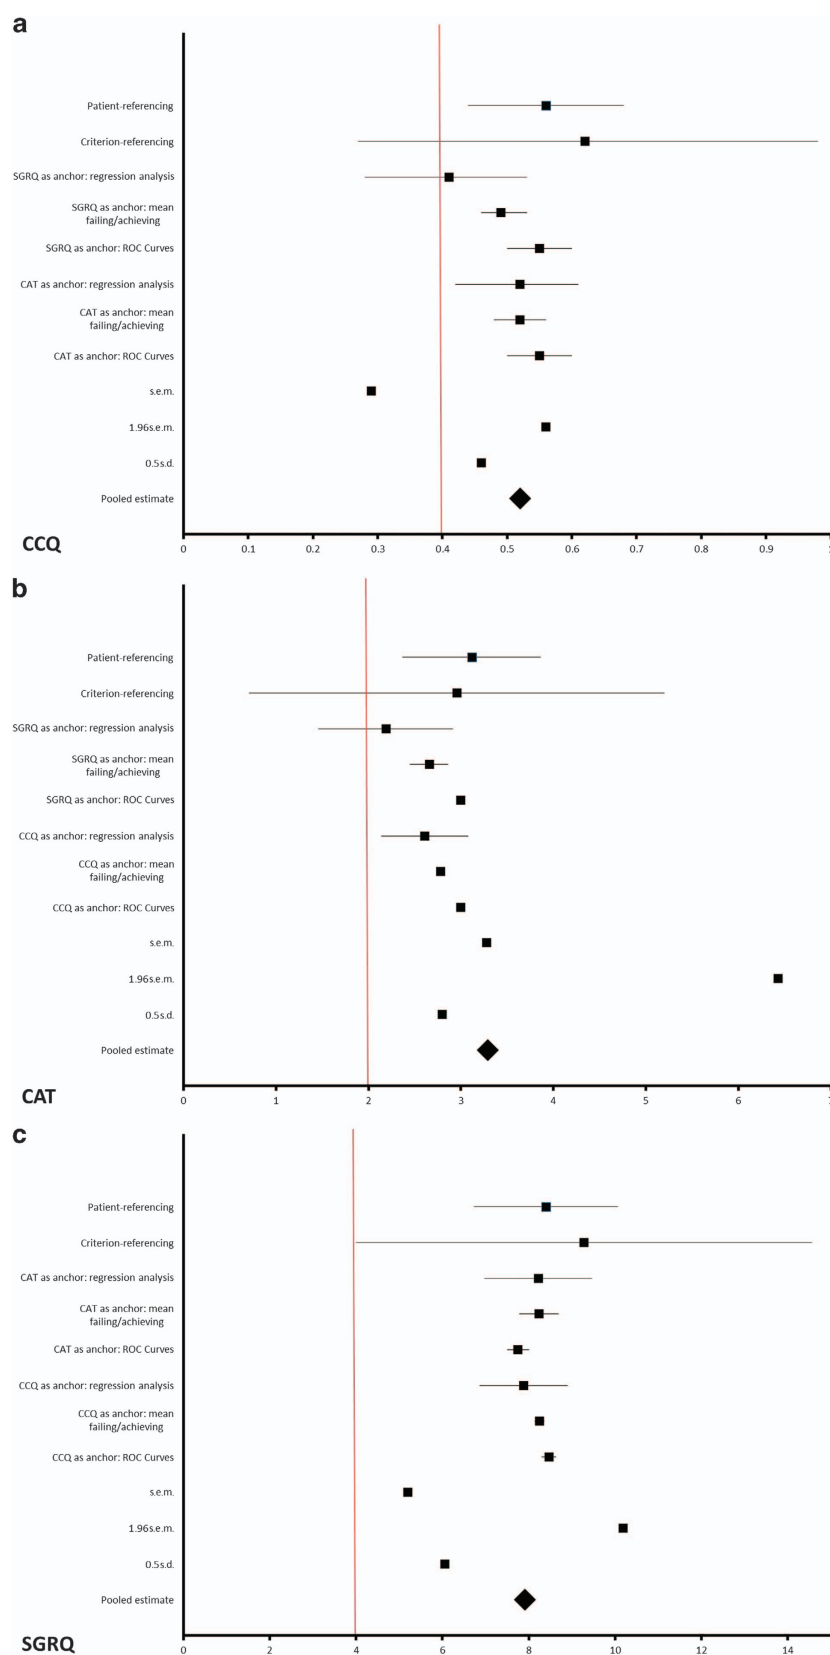 a
Patient-referencing
Criterion-referencing
SGRQ as anchor: regression analysis
SGRQ as anchor: mean
failing/achieving
SGRQ as anchor: ROC Curves
CAT as anchor: regression analysis
CAT as anchor: mean
failing/achieving
CAT as anchor: ROC Curves
s.e.m.
1.96s.e.m.
0.5s.d.
Pooled estimate
CCQ
0 0.1 0.2 0.3 0.4 0.5 0.6 0.7 0.8 0.9
b
Patient-referencing
Criterion-referencing
SGRQ as anchor: regression analysis
SGRQ as anchor: mean
failing/achieving
SGRQ as anchor: ROC Curves
CCQ as anchor: regression analysis
CCQ as anchor: mean
failing/achieving
CCQ as anchor: ROC Curves
s.e.m.
1.96s.e.m.
0.5s.d.
Pooled estimate
CAT
0 1 2 3 4 5 6 7
c
Patient-referencing
Criterion-referencing
CAT as anchor: regression analysis
CAT as anchor: mean
failing/achieving
CAT as anchor: ROC Curves
CCQ as anchor: regression analysis
CCQ as anchor: mean
failing/achieving
CCQ as anchor: ROC Curves
s.e.m.
1.96s.e.m.
0.5s.d.
Pooled estimate
SGRQ
0 2 4 6 8 10 12 14